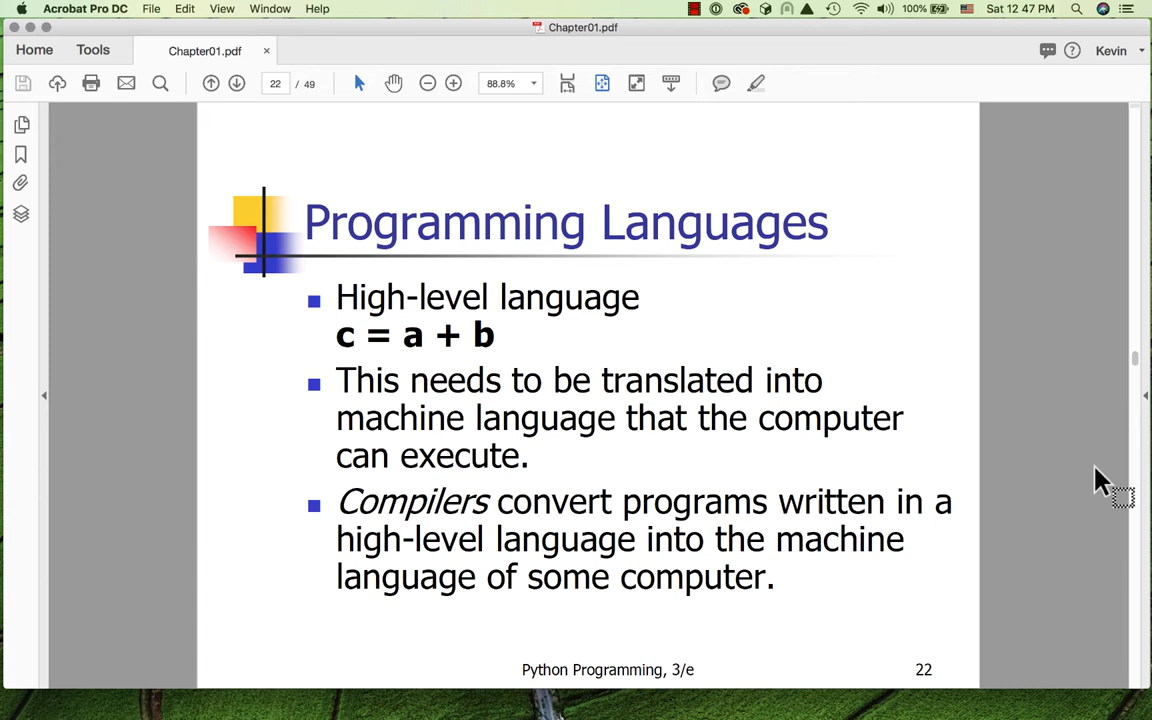 Acrobat Pro DC File Edit View Window Help 100% Sat 12 47 PM
Chapter01.pdf
Home Tools Chapter01.pdf × ? Kevin
22 / 49 88.8%
Programming Languages
High-level language
c = a + b
This needs to be translated into
machine language that the computer
can execute.
Compilers convert programs written in a
high-level language into the machine
language of some computer.
Python Programming, 3/e 22